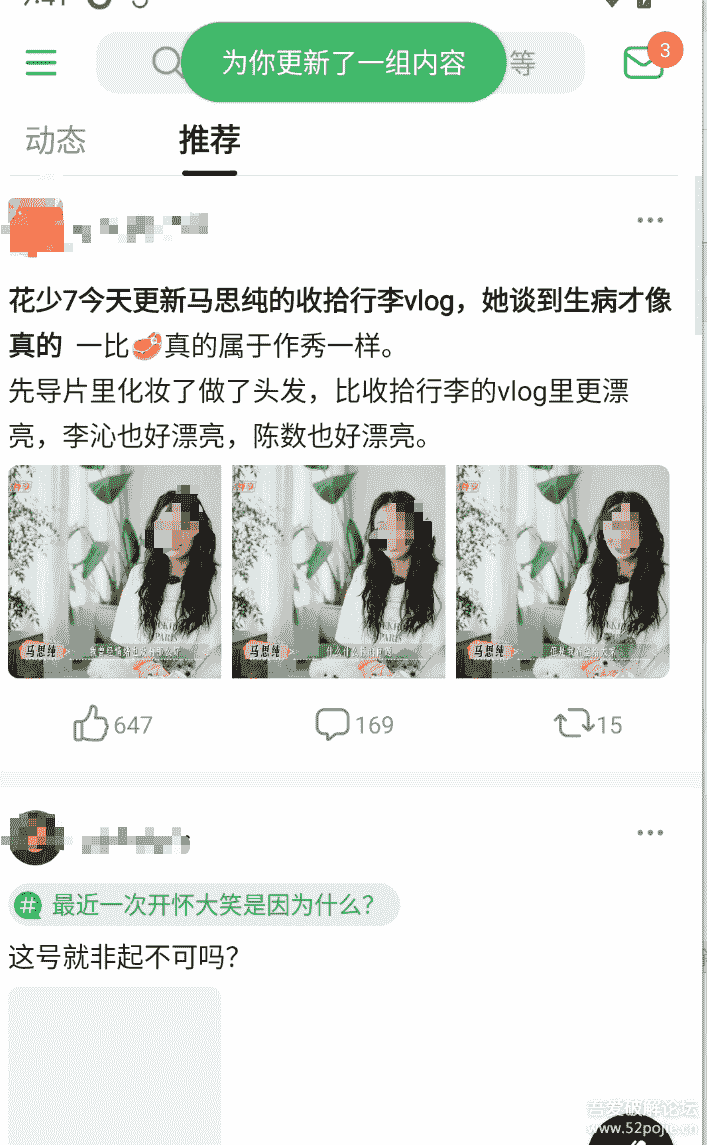 为你更新了一组内容
等
3
动态
推荐
花少7今天更新马思纯的收拾行李vlog，她谈到生病才像
真的 一比🥓真的属于作秀一样。
先导片里化妆了做了头发，比收拾行李的vlog里更漂
亮，李沁也好漂亮，陈数也好漂亮。
马思纯
马思纯
马思纯
647
169
15
# 最近一次开怀大笑是因为什么？
这号就非起不可吗？
吾爱破解论坛
www.52pojie.cn